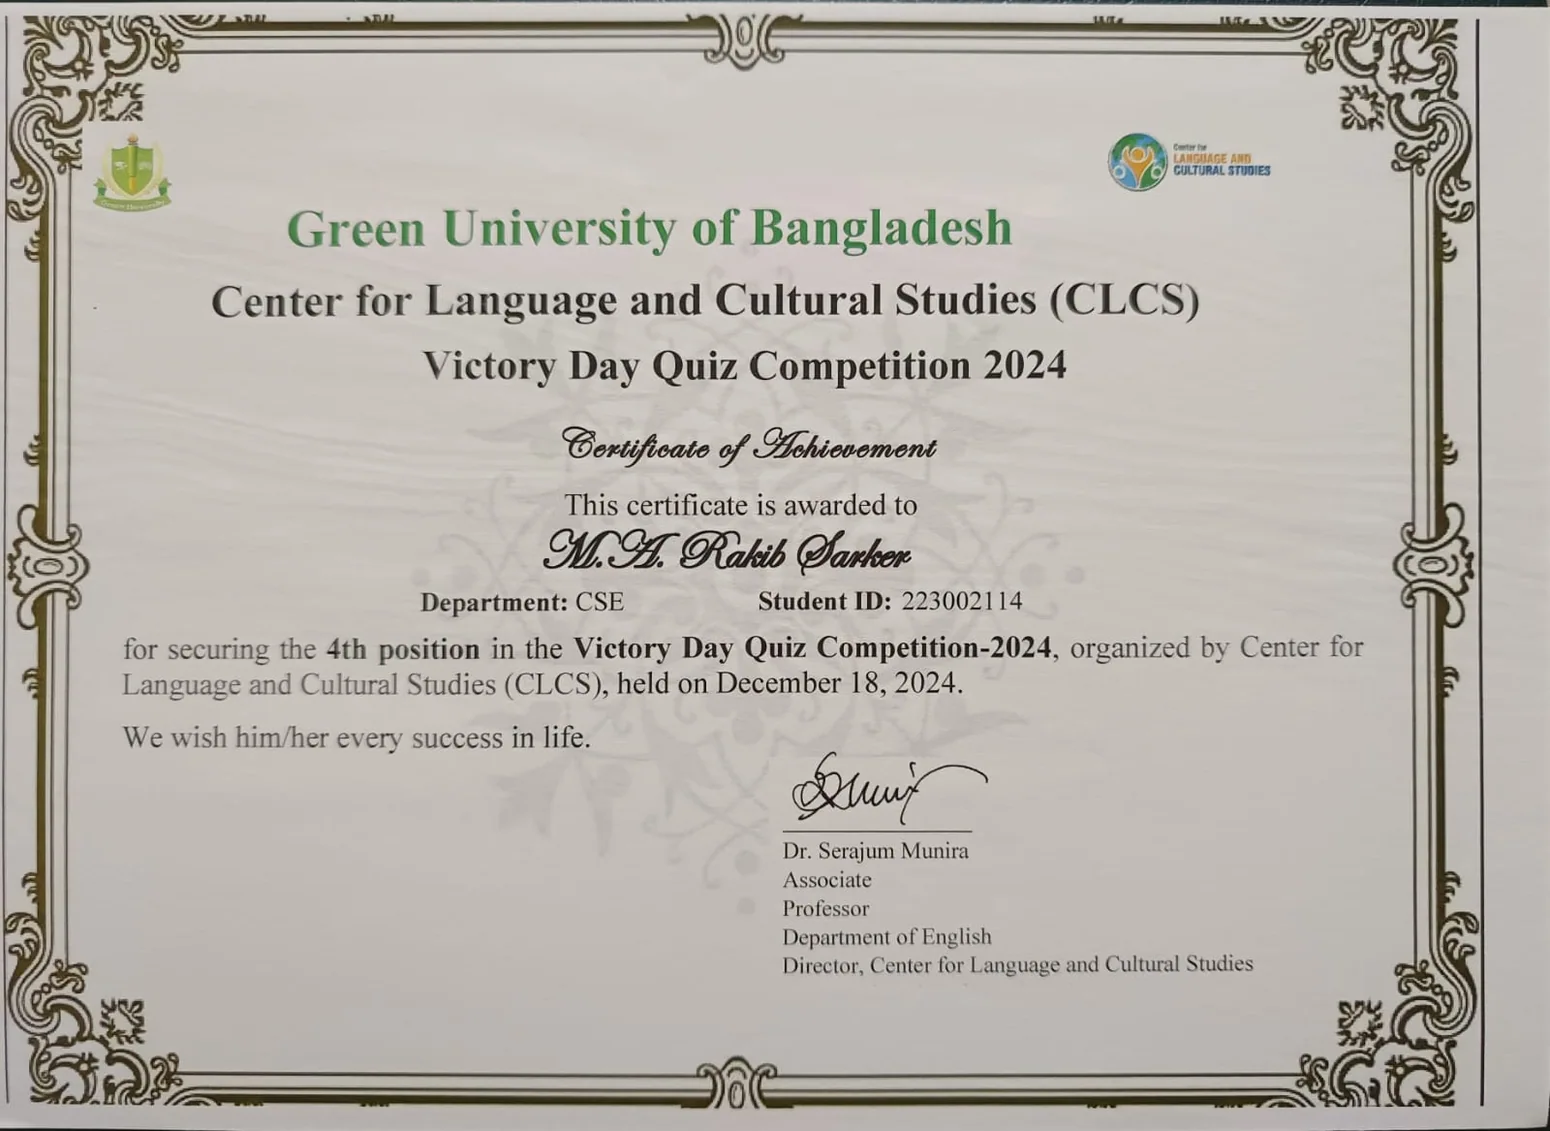 Green University
Center for
LANGUAGE AND
CULTURAL STUDIES
Green University of Bangladesh
Center for Language and Cultural Studies (CLCS)
Victory Day Quiz Competition 2024
Certificate of Achievement
This certificate is awarded to
M.A. Rakib Sarker
Department: CSE Student ID: 223002114
for securing the 4th position in the Victory Day Quiz Competition-2024, organized by Center for
Language and Cultural Studies (CLCS), held on December 18, 2024.
We wish him/her every success in life.
Dr. Serajum Munira
Associate
Professor
Department of English
Director, Center for Language and Cultural Studies